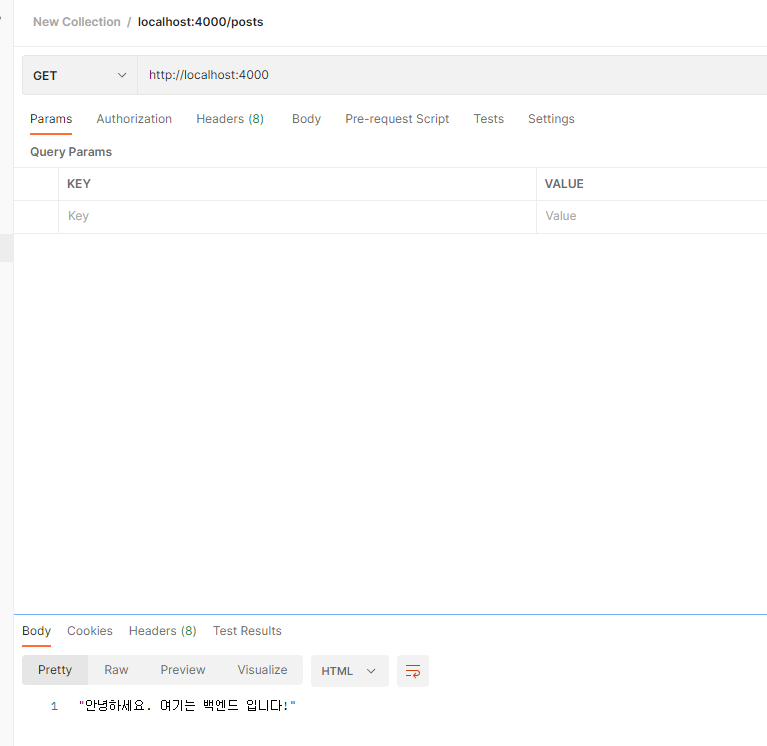 New Collection / localhost:4000/posts
GET http://localhost:4000
Params Authorization Headers (8) Body Pre-request Script Tests Settings
Query Params
KEY VALUE
Key Value
Body Cookies Headers (8) Test Results
Pretty Raw Preview Visualize HTML
1 "안녕하세요. 여기는 백엔드 입니다!"